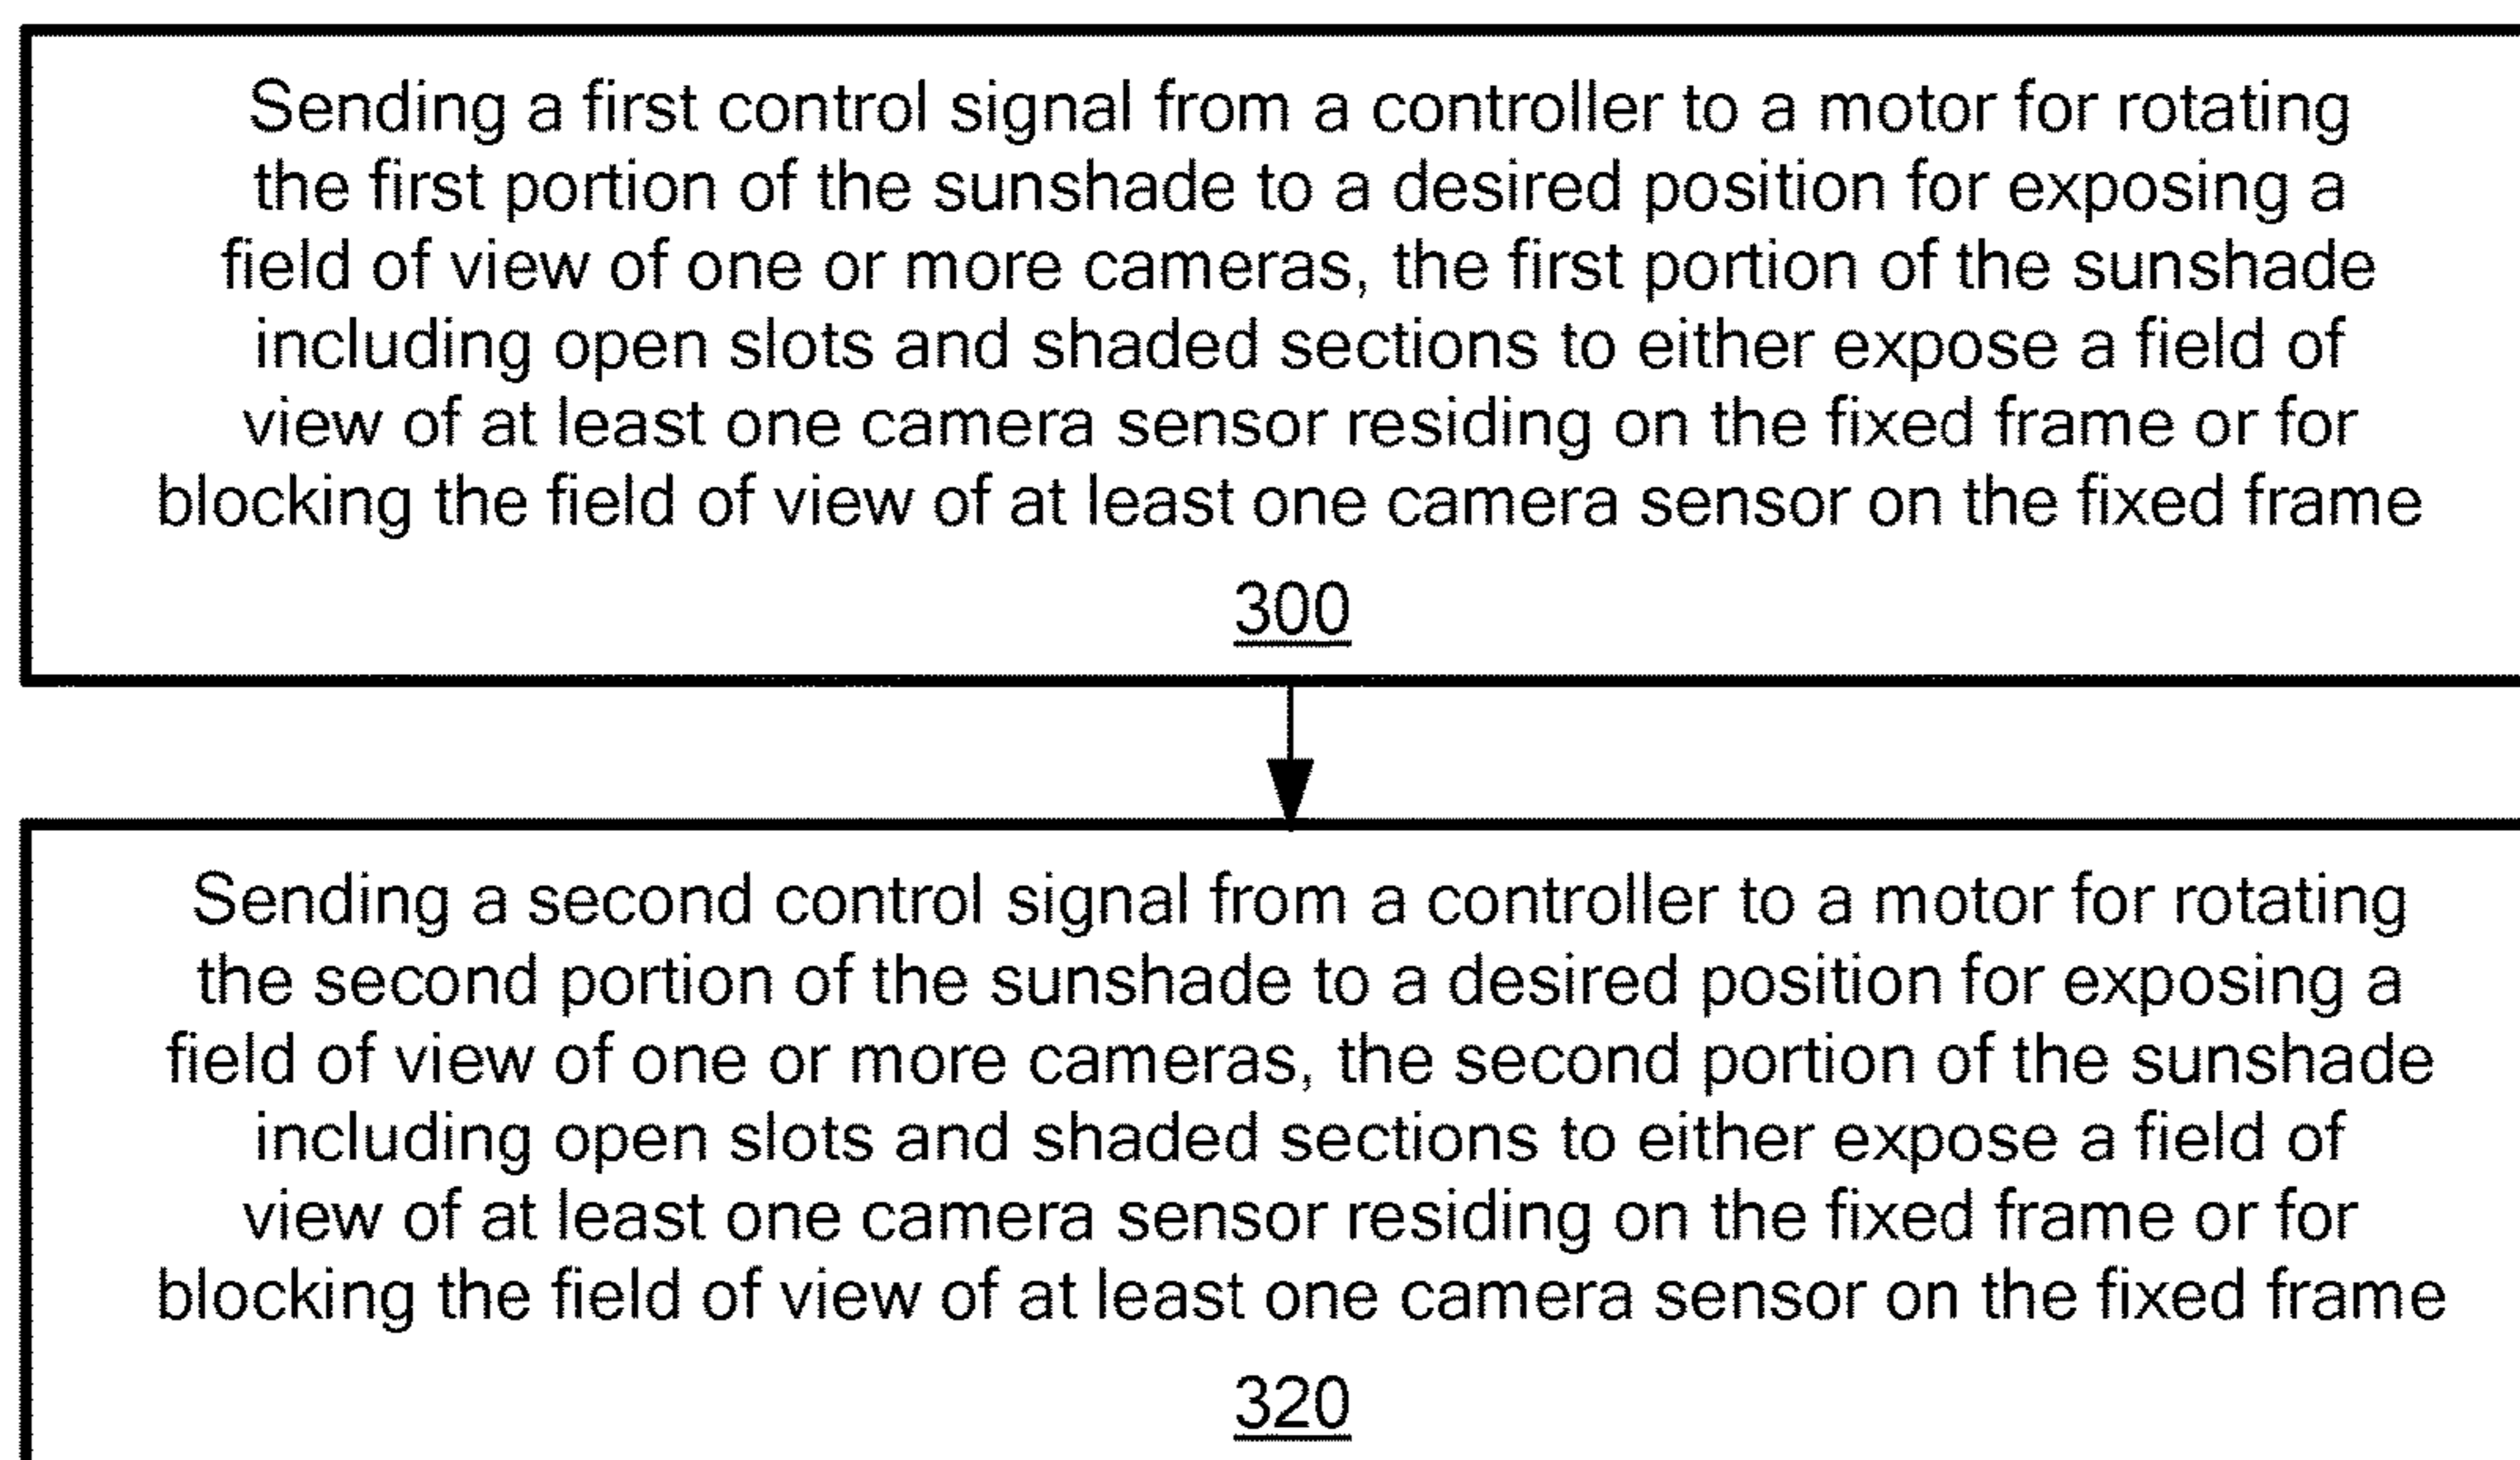 Sending a first control signal from a controller to a motor for rotating
the first portion of the sunshade to a desired position for exposing a
field of view of one or more cameras, the first portion of the sunshade
including open slots and shaded sections to either expose a field of
view of at least one camera sensor residing on the fixed frame or for
blocking the field of view of at least one camera sensor on the fixed frame
300
Sending a second control signal from a controller to a motor for rotating
the second portion of the sunshade to a desired position for exposing a
field of view of one or more cameras, the second portion of the sunshade
including open slots and shaded sections to either expose a field of
view of at least one camera sensor residing on the fixed frame or for
blocking the field of view of at least one camera sensor on the fixed frame
320